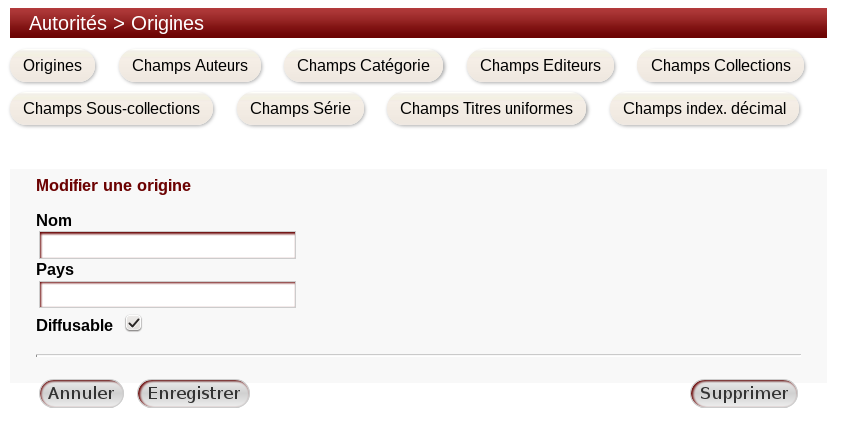 Autorités > Origines
Origines Champs Auteurs Champs Catégorie Champs Editeurs Champs Collections
Champs Sous-collections Champs Série Champs Titres uniformes Champs index. décimal
Modifier une origine
Nom
Pays
Diffusable
Annuler Enregistrer Supprimer